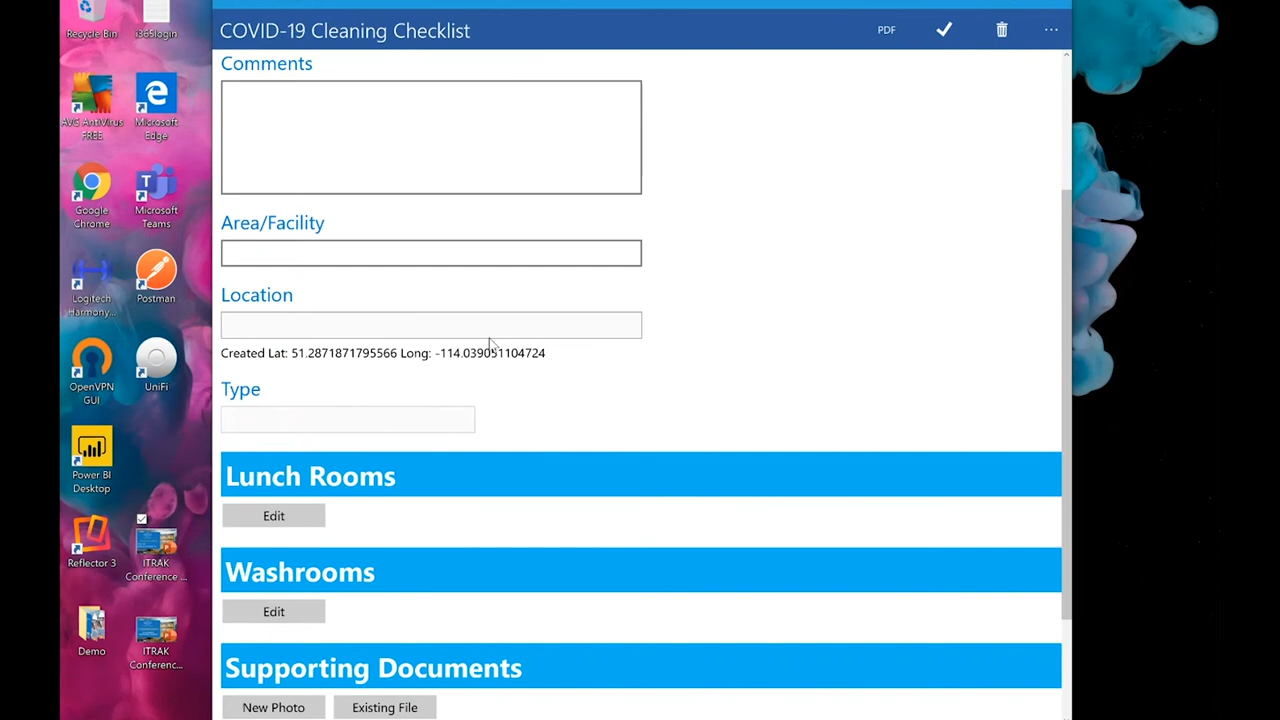 COVID-19 Cleaning Checklist
PDF
Comments
Area/Facility
Location
Created Lat: 51.2871871795566 Long: -114.039051104724
Type
Lunch Rooms
Edit
Washrooms
Edit
Supporting Documents
New Photo
Existing File
Recycle Bin
i365login
AVG AntiVirus
FREE
Microsoft
Edge
Google
Chrome
Microsoft
Teams
Logitech
Harmony...
Postman
OpenVPN
GUI
UniFi
Power BI
Desktop
Reflector 3
ITRAK
Conference ...
Demo
ITRAK
Conferenc...